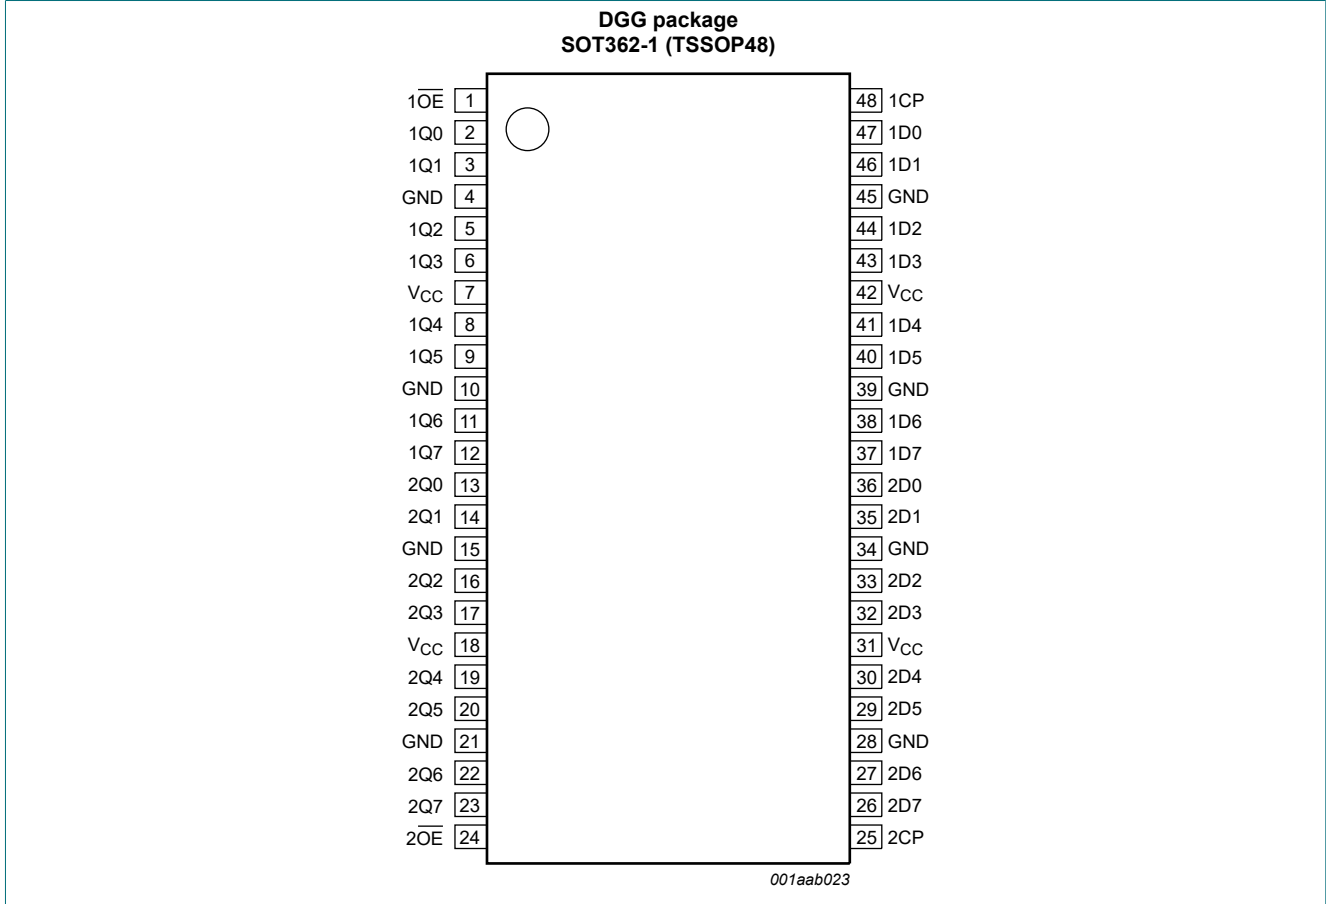 DGG package
SOT362-1 (TSSOP48)
1O̅E̅ 1 48 1CP
1Q0 2 47 1D0
1Q1 3 46 1D1
GND 4 45 GND
1Q2 5 44 1D2
1Q3 6 43 1D3
VCC 7 42 VCC
1Q4 8 41 1D4
1Q5 9 40 1D5
GND 10 39 GND
1Q6 11 38 1D6
1Q7 12 37 1D7
2Q0 13 36 2D0
2Q1 14 35 2D1
GND 15 34 GND
2Q2 16 33 2D2
2Q3 17 32 2D3
VCC 18 31 VCC
2Q4 19 30 2D4
2Q5 20 29 2D5
GND 21 28 GND
2Q6 22 27 2D6
2Q7 23 26 2D7
2O̅E̅ 24 25 2CP
001aab023